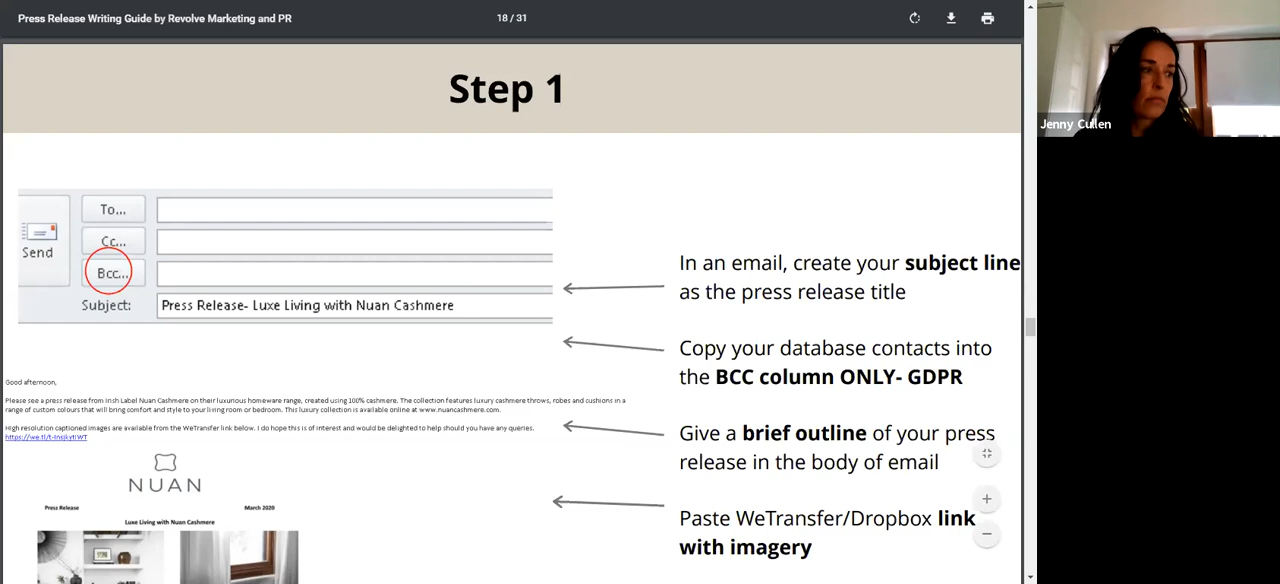 Press Release Writing Guide by Revolve Marketing and PR
18 / 31
Jenny Cullen
Step 1
To...
Cc...
Bcc...
Send
Subject:
Press Release- Luxe Living with Nuan Cashmere
In an email, create your subject line
as the press release title
Copy your database contacts into
the BCC column ONLY- GDPR
Give a brief outline of your press
release in the body of email
Paste WeTransfer/Dropbox link
with imagery
Good afternoon,
Please see a press release from Irish Label Nuan Cashmere on their luxurious homeware range, created using 100% cashmere. The collection features luxury cashmere throws, robes and cushions in a
range of custom colours that will bring comfort and style to your living room or bedroom. This luxury collection is available online at www.nuancashmere.com.
High resolution captioned images are available from the WeTransfer link below. I do hope this is of interest and would be delighted to help should you have any queries.
NUAN
Press Release
March 2020
Luxe Living with Nuan Cashmere